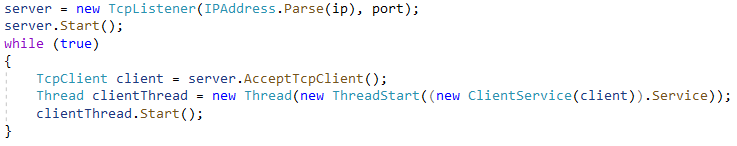 server = new TcpListener(IPAddress.Parse(ip), port);
server.Start();
while (true)
{
    TcpClient client = server.AcceptTcpClient();
    Thread clientThread = new Thread(new ThreadStart((new ClientService(client)).Service));
    clientThread.Start();
}